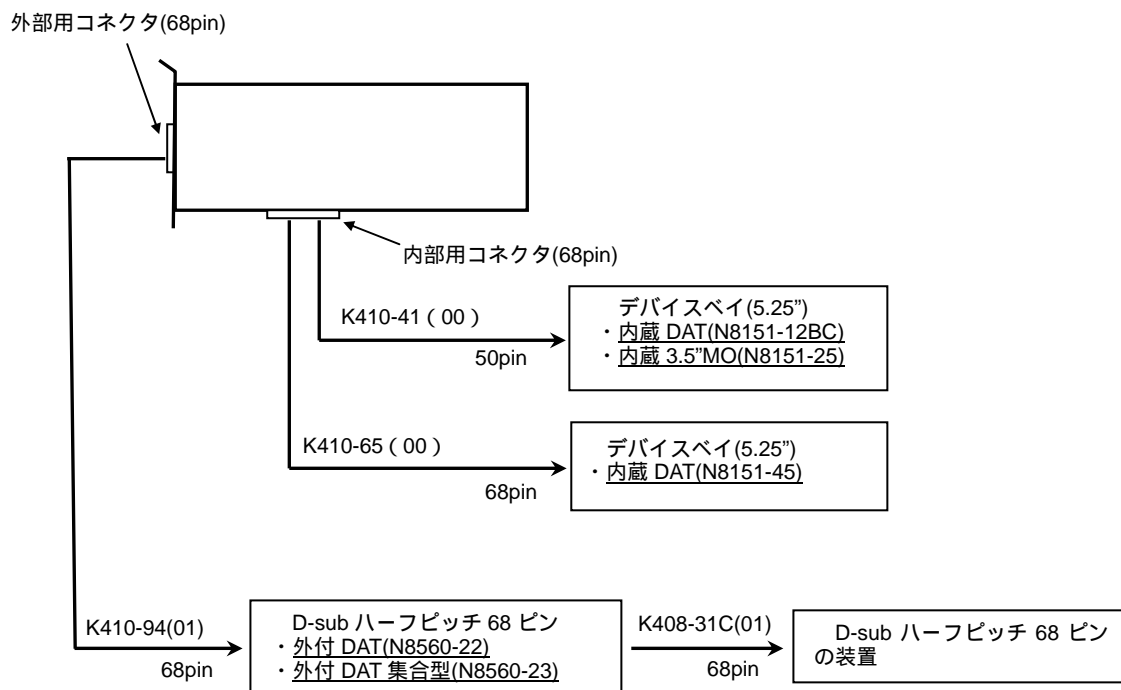 外部用コネクタ(68pin)
内部用コネクタ(68pin)
K410-41(00)
50pin
デバイスベイ(5.25”)
・内蔵 DAT(N8151-12BC)
・内蔵 3.5”MO(N8151-25)
K410-65(00)
68pin
デバイスベイ(5.25”)
・内蔵 DAT(N8151-45)
K410-94(01)
68pin
D-sub ハーフピッチ 68 ピン
・外付 DAT(N8560-22)
・外付 DAT 集合型(N8560-23)
K408-31C(01)
68pin
D-sub ハーフピッチ 68 ピン
の装置